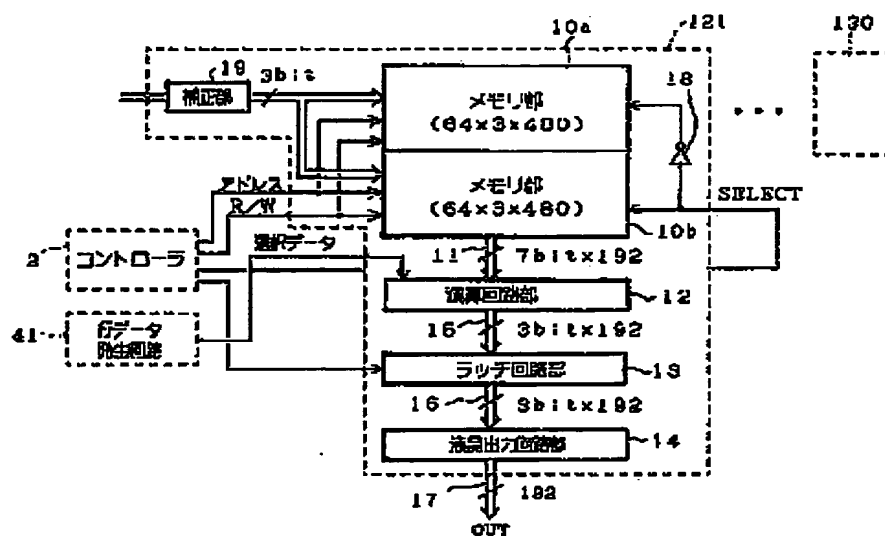 130
10a
121
19
3bit
補正部
18
メモリ部
(64×3×480)
メモリ部
(64×3×480)
アドレス
R/W
SELECT
選択データ
10b
2
コントローラ
11
7bit×192
演算回路部
12
41
行データ
発生回路
16
3bit×192
ラッチ回路部
13
16
3bit×192
液晶出力回路部
14
17
192
OUT